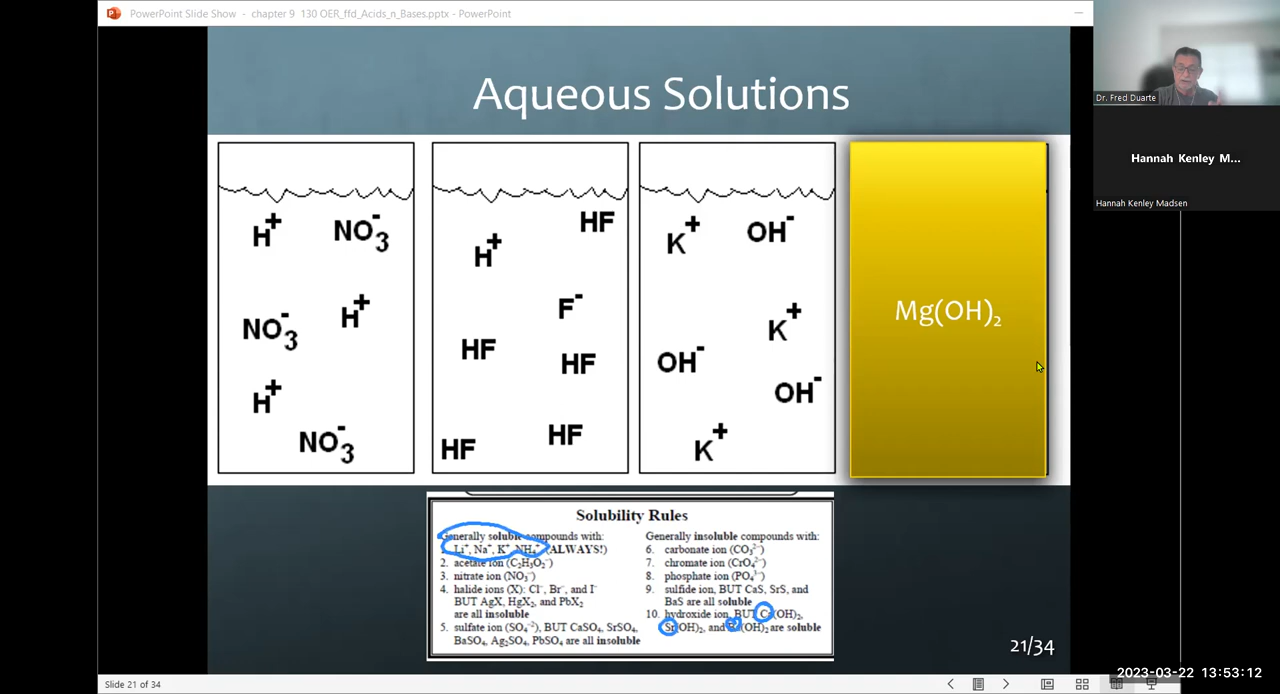 PowerPoint Slide Show - chapter 9 130 OER_ffd_Acids_n_Bases.pptx - PowerPoint
Aqueous Solutions
H+ NO3-
NO3- H+
H+
NO3-
HF
H+
F-
HF HF
HF HF
K+ OH-
K+
OH-
OH-
K+
Mg(OH)2
Solubility Rules
Generally soluble compounds with:
1. Li+, Na+, K+, NH4+ (ALWAYS!)
2. acetate ion (C2H3O2-)
3. nitrate ion (NO3-)
4. halide ions (X): Cl-, Br-, and I-
BUT AgX, HgX2, and PbX2
are all insoluble
5. sulfate ion (SO4-2), BUT CaSO4, SrSO4,
BaSO4, Ag2SO4, PbSO4 are all insoluble
Generally insoluble compounds with:
6. carbonate ion (CO32-)
7. chromate ion (CrO42-)
8. phosphate ion (PO43-)
9. sulfide ion, BUT CaS, SrS, and
BaS are all soluble
10. hydroxide ion, BUT Ca(OH)2,
Sr(OH)2, and Ba(OH)2 are soluble
21/34
Dr. Fred Duarte
Hannah Kenley M...
Hannah Kenley Madsen
2023-03-22 13:53:12
Slide 21 of 34